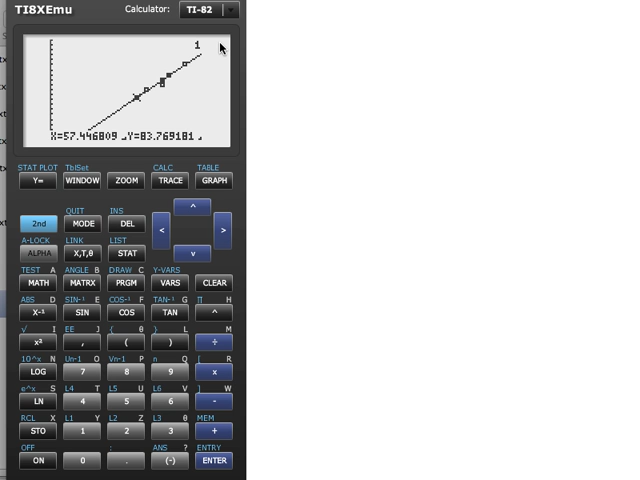 TI8XEmu
Calculator: TI-82
1
X=57.446809 Y=83.769181
STAT PLOT TblSet CALC TABLE
Y= WINDOW ZOOM TRACE GRAPH
QUIT INS
2nd MODE DEL ^
< >
A-LOCK LINK LIST
ALPHA X,T,θ STAT v
TEST A ANGLE B DRAW C Y-VARS
MATH MATRX PRGM VARS CLEAR
ABS D SIN⁻¹ E COS⁻¹ F TAN⁻¹ G Π H
X⁻¹ SIN COS TAN ^
√ I EE J { θ } L M
x² , ( ) ÷
10^x N Un-1 O Vn-1 P n Q [ R
LOG 7 8 9 x
e^x S L4 T L5 U L6 V ] W
LN 4 5 6 -
RCL X L1 Y L2 Z L3 θ MEM
STO 1 2 3 +
OFF : ANS ? ENTRY
ON 0 . (-) ENTER